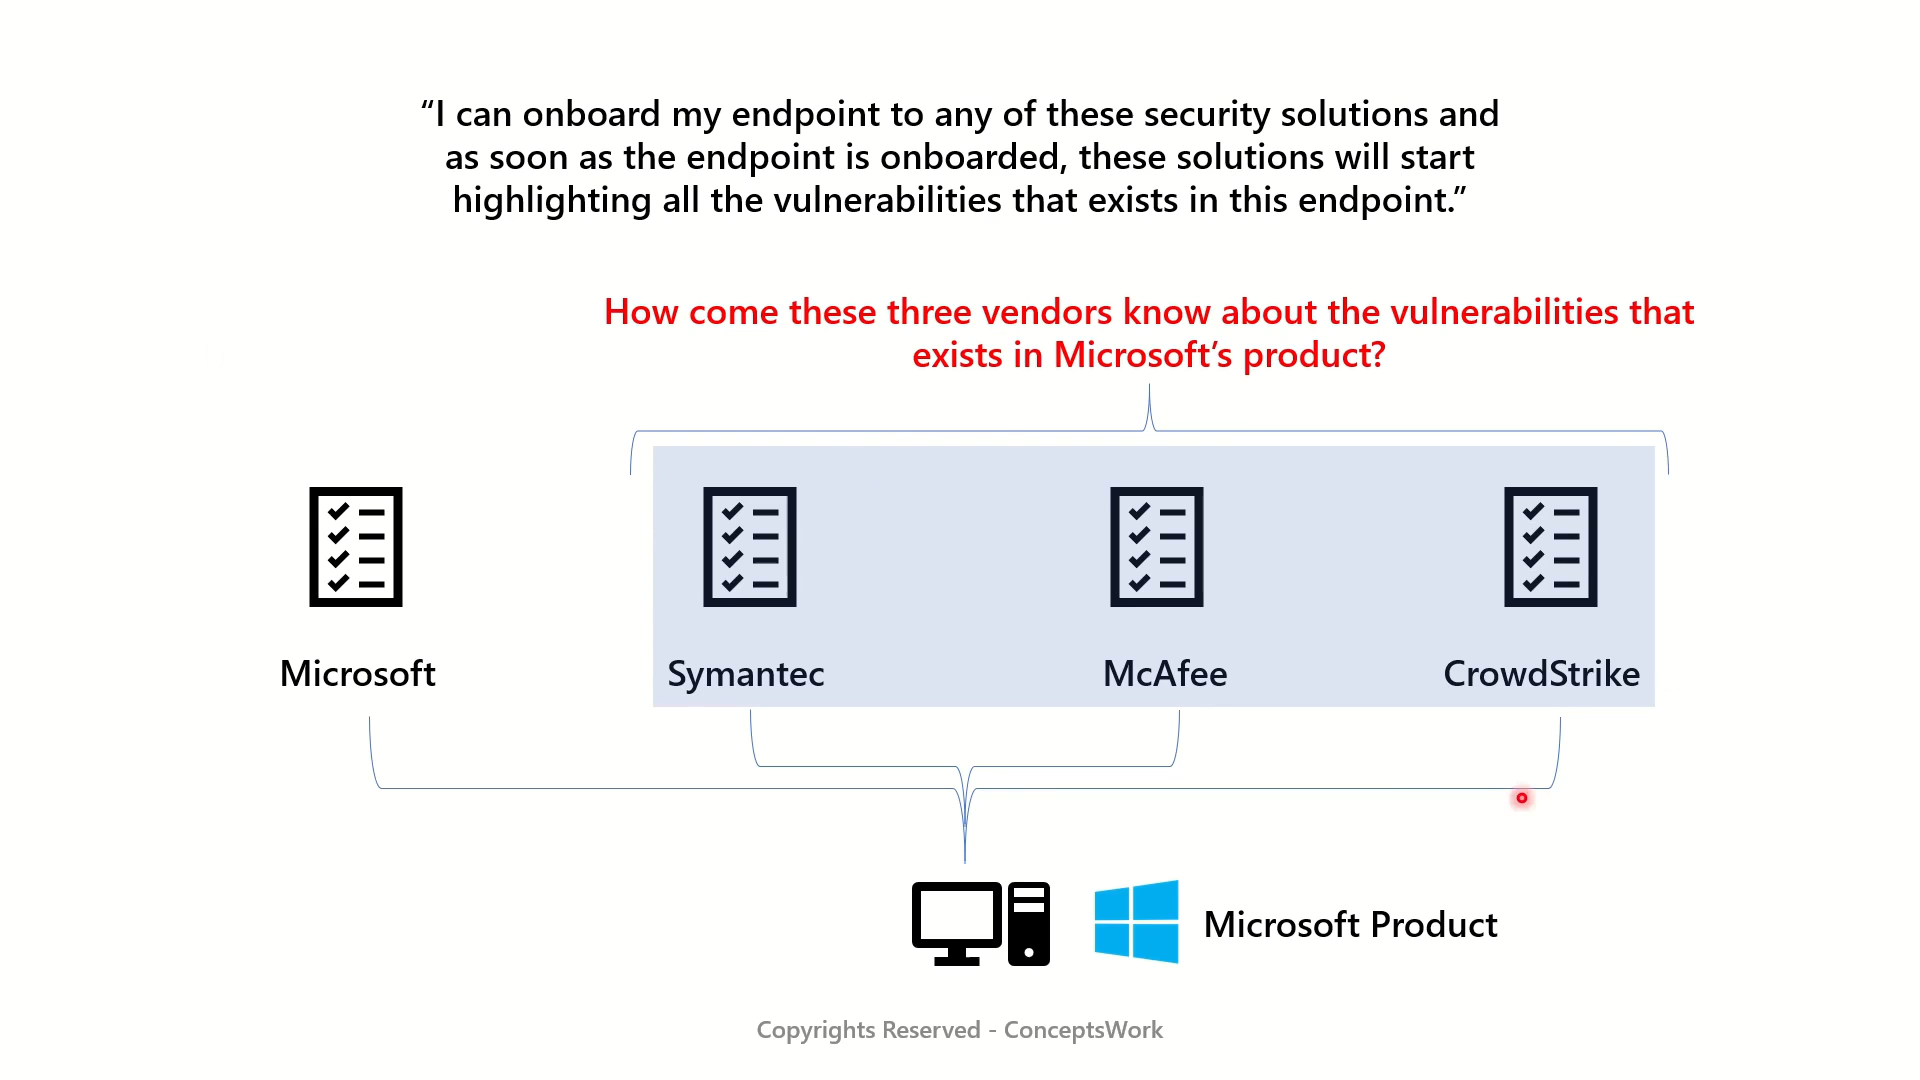 “I can onboard my endpoint to any of these security solutions and
as soon as the endpoint is onboarded, these solutions will start
highlighting all the vulnerabilities that exists in this endpoint.”
How come these three vendors know about the vulnerabilities that
exists in Microsoft’s product?
Microsoft
Symantec
McAfee
CrowdStrike
Microsoft Product
Copyrights Reserved - ConceptsWork